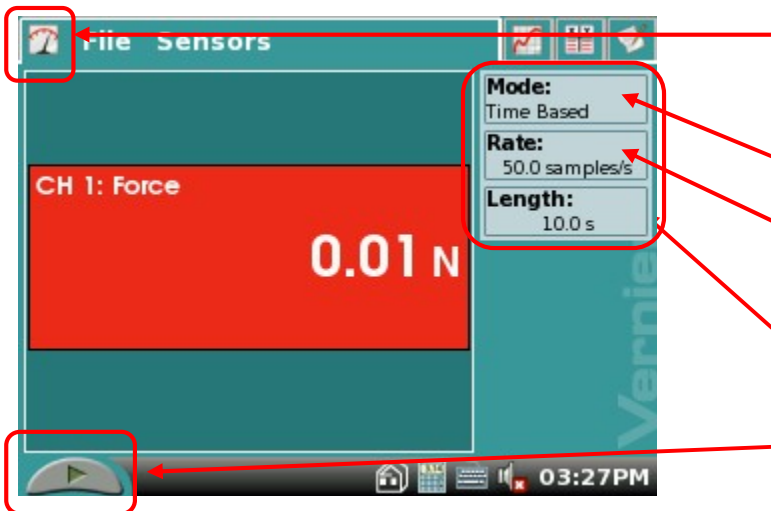 File Sensors
Mode:
Time Based
Rate:
50.0 samples/s
Length:
10.0 s
CH 1: Force
0.01 N
Vernier
03:27PM